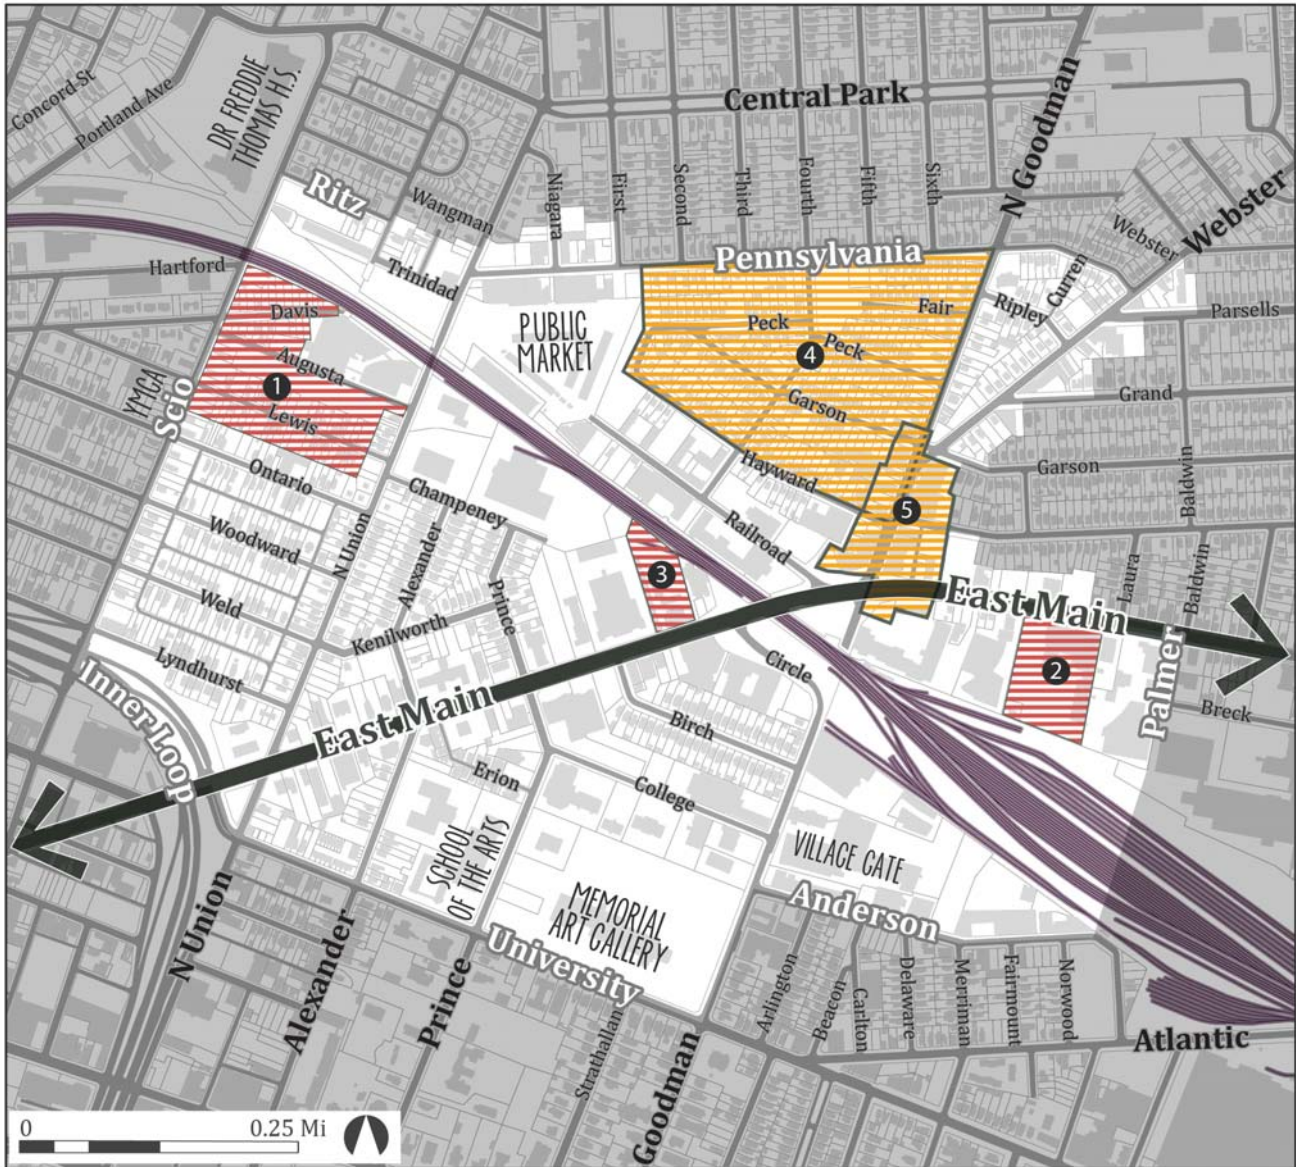 Concord St
Portland Ave
DR FREDDIE
THOMAS H.S.
Central Park
N Goodman
Ritz
Wangman
Niagara
First
Second
Third
Fourth
Fifth
Sixth
Webster
Webster
Hartford
Trinidad
Pennsylvania
Curren
Ripley
Parsells
Davis
PUBLIC
MARKET
Peck
Fair
Peck
4
Augusta
1
YMCA
Scio
Lewis
Garson
Grand
Ontario
Hayward
Garson
Baldwin
Champeney
Woodward
N Union
Alexander
Railroad
5
Weld
Prince
3
Laura
Baldwin
East Main
Kenilworth
Lyndhurst
Circle
2
Palmer
Inner Loop
East Main
Birch
Breck
Erion
College
SCHOOL
OF THE ARTS
VILLAGE GATE
MEMORIAL
ART GALLERY
Anderson
N Union
Alexander
Prince
University
Arlington
Beacon
Carlton
Delaware
Merriman
Fairmount
Norwood
Strathallan
Goodman
Atlantic
0 0.25 Mi